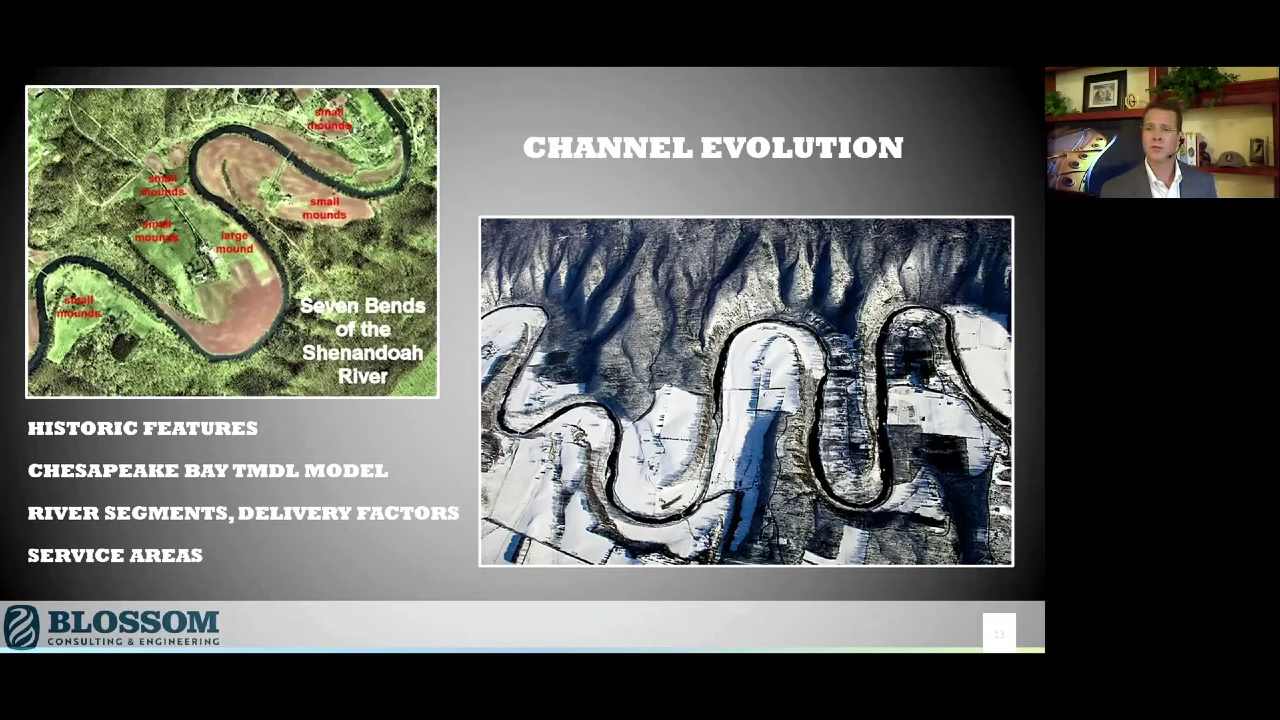 CHANNEL EVOLUTION
small
mounds
small
mounds
small
mounds
small
mounds
large
mound
small
mounds
Seven Bends
of the
Shenandoah
River
HISTORIC FEATURES
CHESAPEAKE BAY TMDL MODEL
RIVER SEGMENTS, DELIVERY FACTORS
SERVICE AREAS
BLOSSOM
CONSULTING & ENGINEERING
13